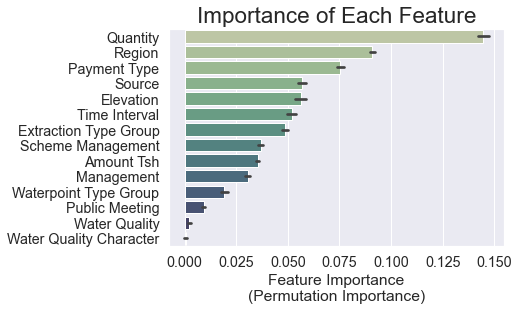 Importance of Each Feature
Quantity
Region
Payment Type
Source
Elevation
Time Interval
Extraction Type Group
Scheme Management
Amount Tsh
Management
Waterpoint Type Group
Public Meeting
Water Quality
Water Quality Character
0.000 0.025 0.050 0.075 0.100 0.125 0.150
Feature Importance
(Permutation Importance)